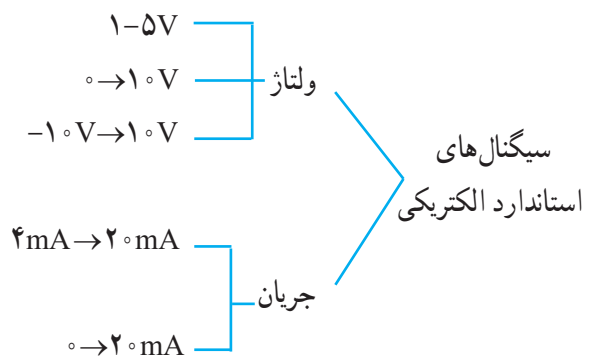 سیگنال‌های
استاندارد الکتریکی
ولتاژ
۱–۵V
۰→۱۰V
–۱۰V→۱۰V
جریان
۴mA→۲۰mA
۰→۲۰mA